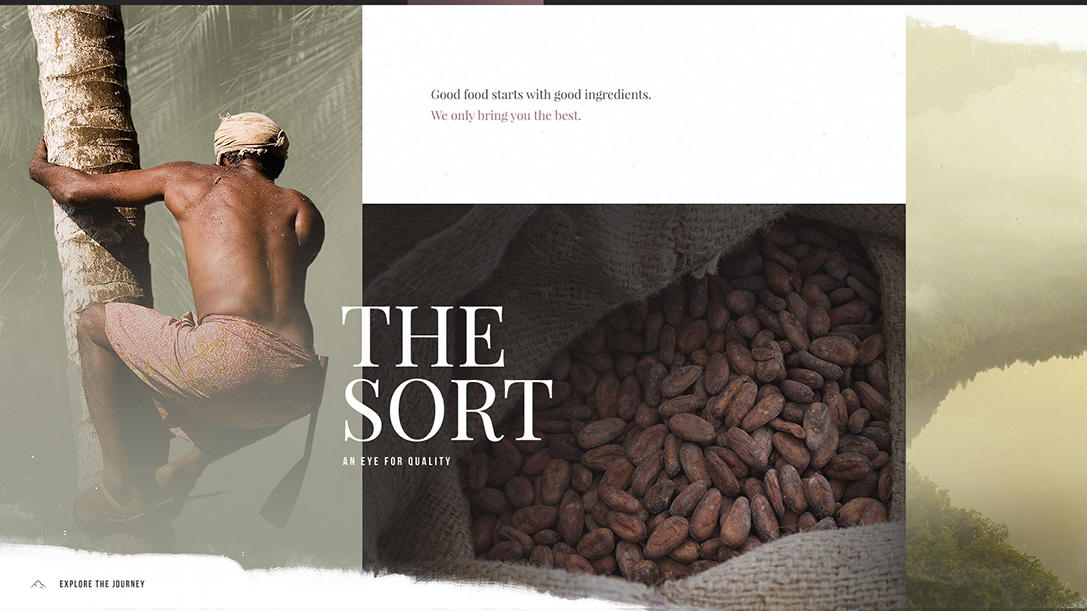 Good food starts with good ingredients.
We only bring you the best.
THE
SORT
AN EYE FOR QUALITY
EXPLORE THE JOURNEY